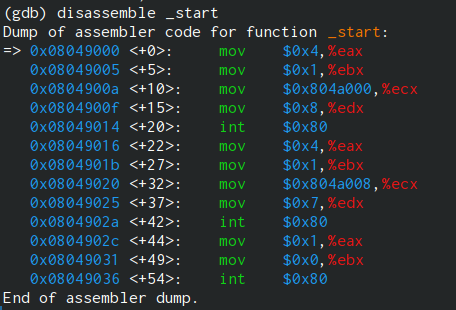 (gdb) disassemble _start
Dump of assembler code for function _start:
=> 0x08049000 <+0>:     mov    $0x4,%eax
   0x08049005 <+5>:     mov    $0x1,%ebx
   0x0804900a <+10>:    mov    $0x804a000,%ecx
   0x0804900f <+15>:    mov    $0x8,%edx
   0x08049014 <+20>:    int    $0x80
   0x08049016 <+22>:    mov    $0x4,%eax
   0x0804901b <+27>:    mov    $0x1,%ebx
   0x08049020 <+32>:    mov    $0x804a008,%ecx
   0x08049025 <+37>:    mov    $0x7,%edx
   0x0804902a <+42>:    int    $0x80
   0x0804902c <+44>:    mov    $0x1,%eax
   0x08049031 <+49>:    mov    $0x0,%ebx
   0x08049036 <+54>:    int    $0x80
End of assembler dump.